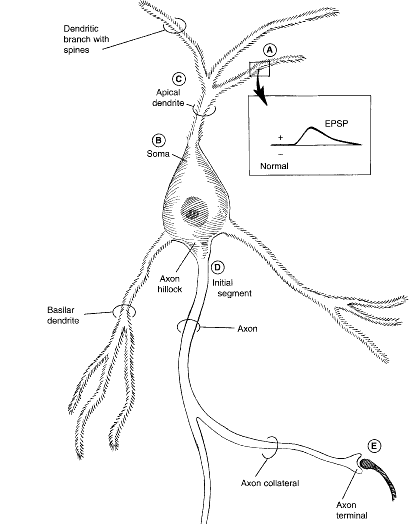 Dendritic
branch with
spines
A
C
Apical
dendrite
EPSP
+
–
Normal
B
Soma
D
Axon
hillock
Initial
segment
Basilar
dendrite
Axon
E
Axon collateral
Axon
terminal